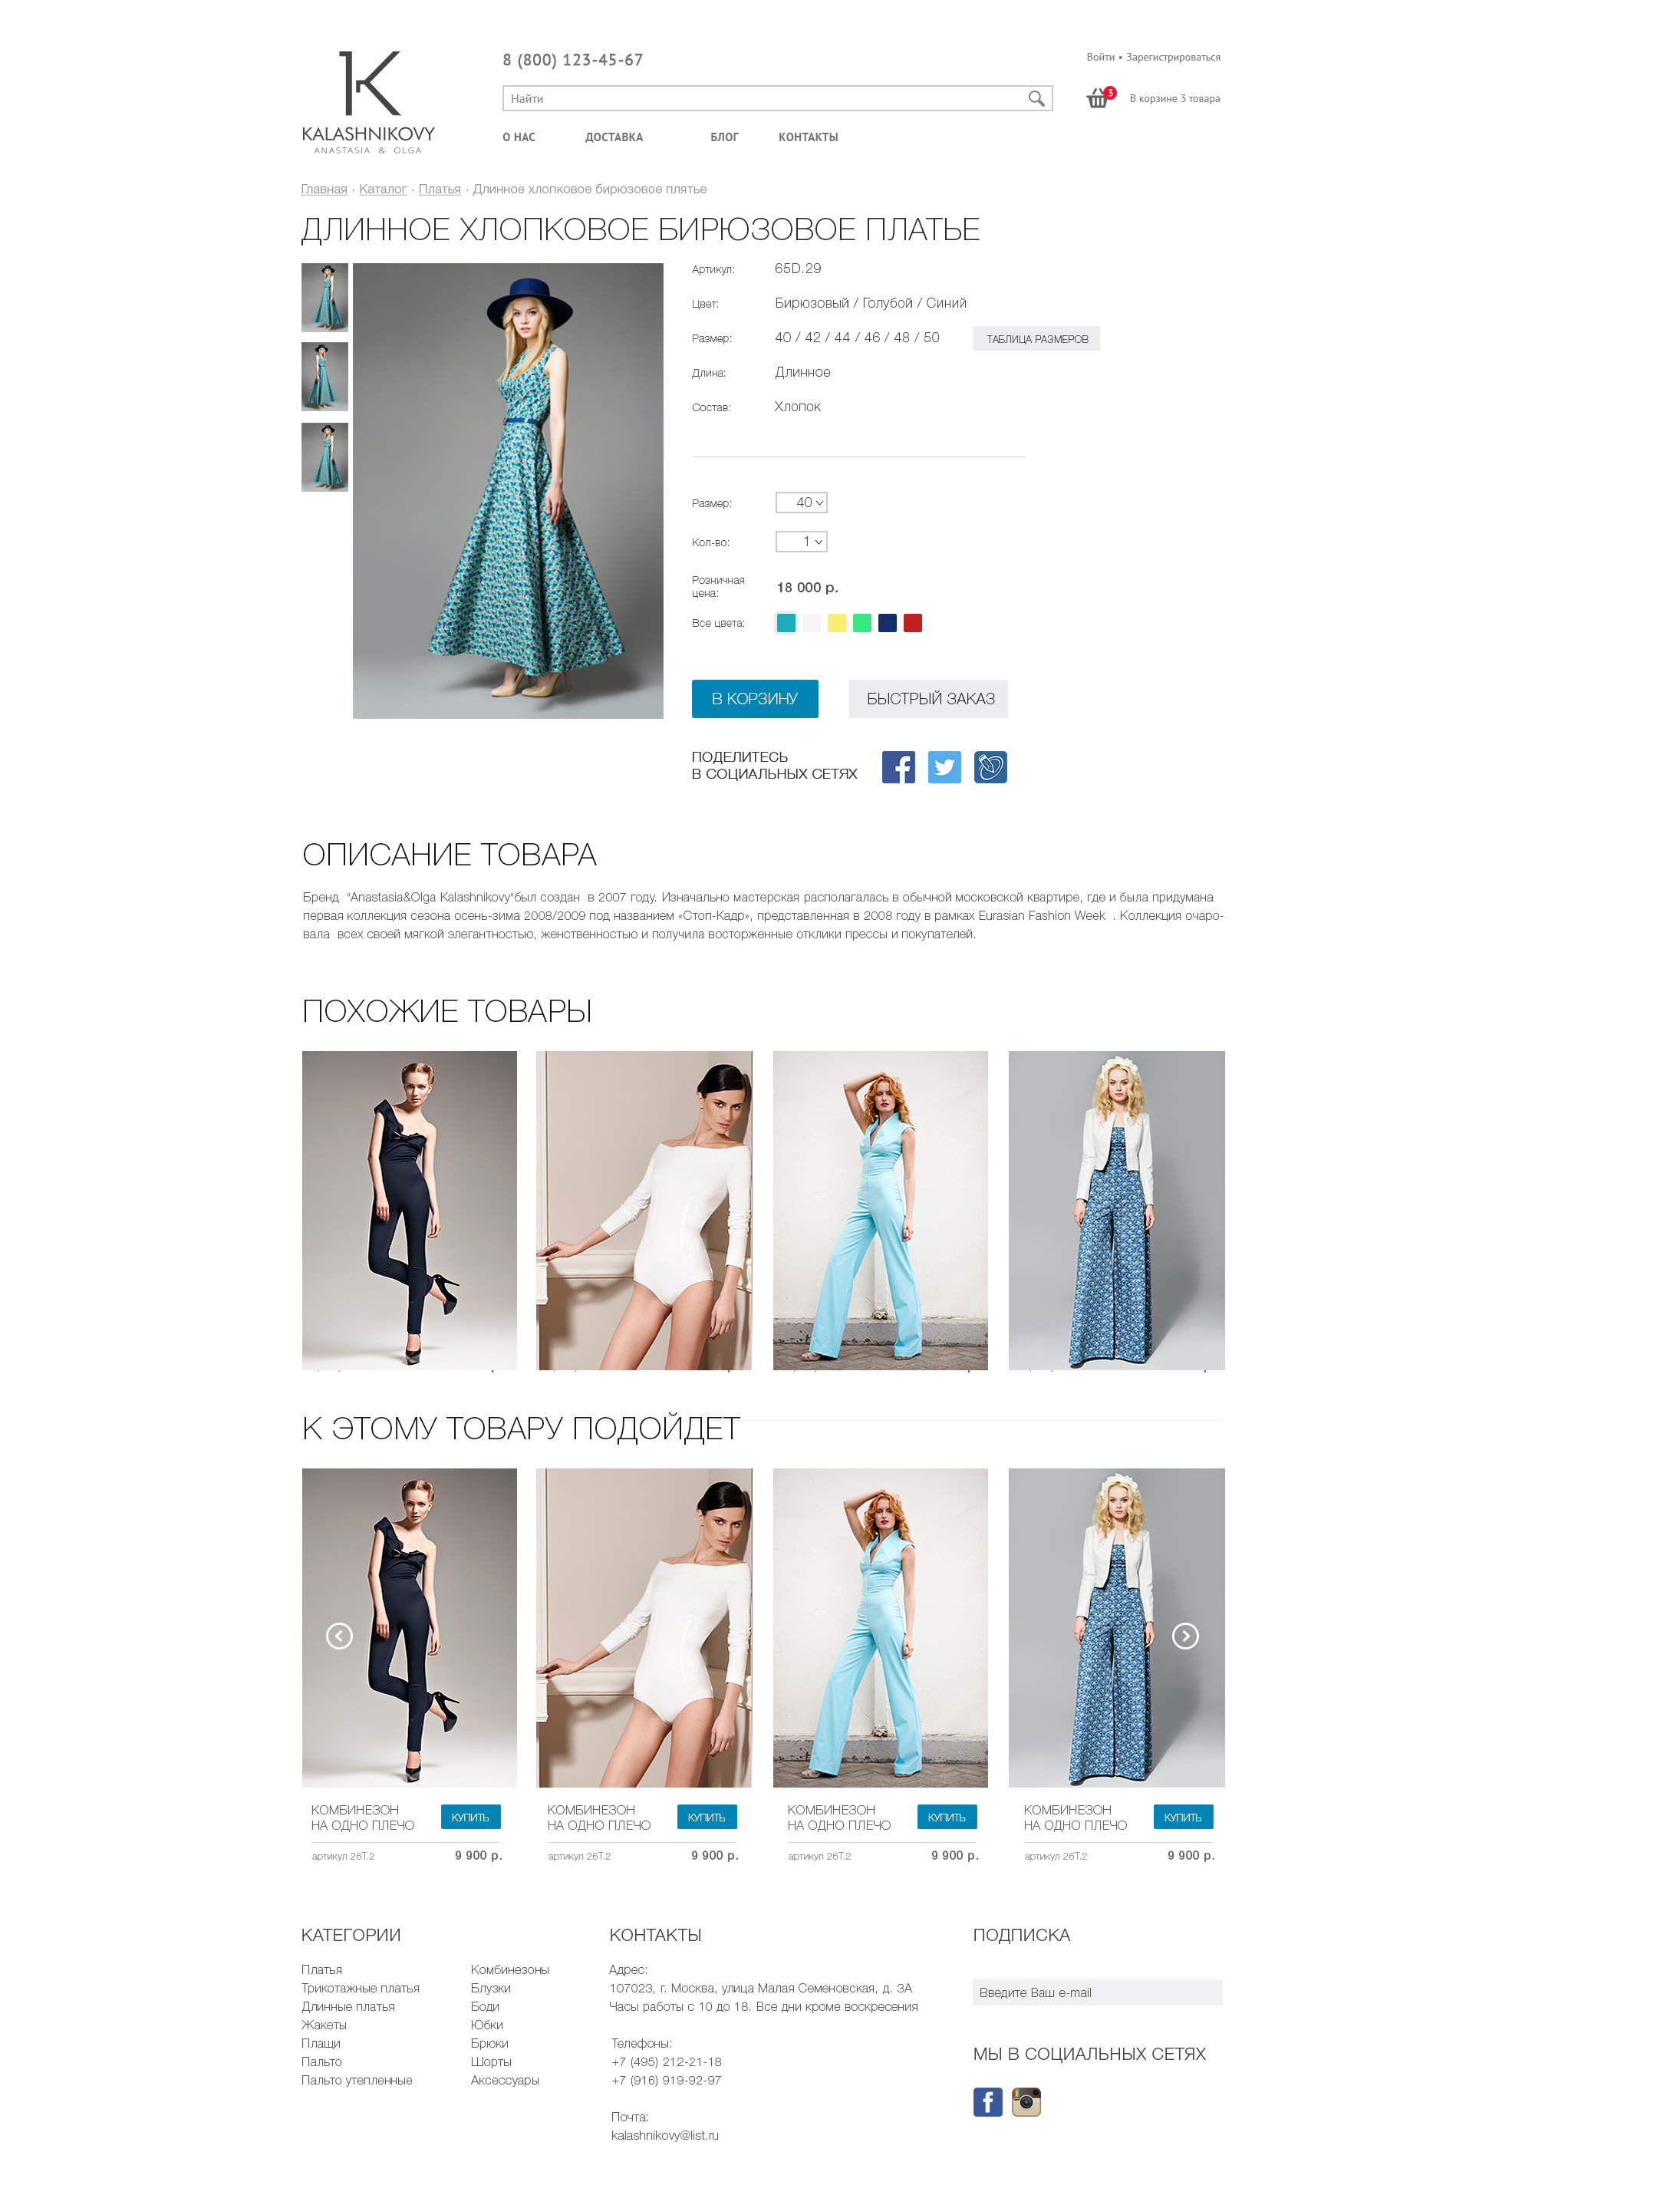 8 (800) 123-45-67
Войти • Зарегистрироваться
Найти
3
В корзине 3 товара
KALASHNIKOVY
ANASTASIA & OLGA
О НАС ДОСТАВКА БЛОГ КОНТАКТЫ
Главная · Каталог · Платья · Длинное хлопковое бирюзовое плятье
ДЛИННОЕ ХЛОПКОВОЕ БИРЮЗОВОЕ ПЛАТЬЕ
Артикул: 65D.29
Цвет: Бирюзовый / Голубой / Синий
Размер: 40 / 42 / 44 / 46 / 48 / 50 ТАБЛИЦА РАЗМЕРОВ
Длина: Длинное
Состав: Хлопок
Размер: 40
Кол-во: 1
Розничная
цена: 18 000 р.
Все цвета:
В КОРЗИНУ БЫСТРЫЙ ЗАКАЗ
ПОДЕЛИТЕСЬ
В СОЦИАЛЬНЫХ СЕТЯХ
ОПИСАНИЕ ТОВАРА
Бренд "Anastasia&Olga Kalashnikovy"был создан в 2007 году. Изначально мастерская располагалась в обычной московской квартире, где и была придумана
первая коллекция сезона осень-зима 2008/2009 под названием «Стоп-Кадр», представленная в 2008 году в рамках Eurasian Fashion Week . Коллекция очаро-
вала всех своей мягкой элегантностью, женственностью и получила восторженные отклики прессы и покупателей.
ПОХОЖИЕ ТОВАРЫ
К ЭТОМУ ТОВАРУ ПОДОЙДЕТ
КОМБИНЕЗОН
НА ОДНО ПЛЕЧО
КУПИТЬ
артикул 26Т.2 9 900 р.
КОМБИНЕЗОН
НА ОДНО ПЛЕЧО
КУПИТЬ
артикул 26Т.2 9 900 р.
КОМБИНЕЗОН
НА ОДНО ПЛЕЧО
КУПИТЬ
артикул 26Т.2 9 900 р.
КОМБИНЕЗОН
НА ОДНО ПЛЕЧО
КУПИТЬ
артикул 26Т.2 9 900 р.
КАТЕГОРИИ
Платья
Трикотажные платья
Длинные платья
Жакеты
Плащи
Пальто
Пальто утепленные
Комбинезоны
Блузки
Боди
Юбки
Брюки
Шорты
Аксессуары
КОНТАКТЫ
Адрес:
107023, г. Москва, улица Малая Семеновская, д. 3А
Часы работы с 10 до 18. Все дни кроме воскресения
Телефоны:
+7 (495) 212-21-18
+7 (916) 919-92-97
Почта:
kalashnikovy@list.ru
ПОДПИСКА
Введите Ваш e-mail
МЫ В СОЦИАЛЬНЫХ СЕТЯХ